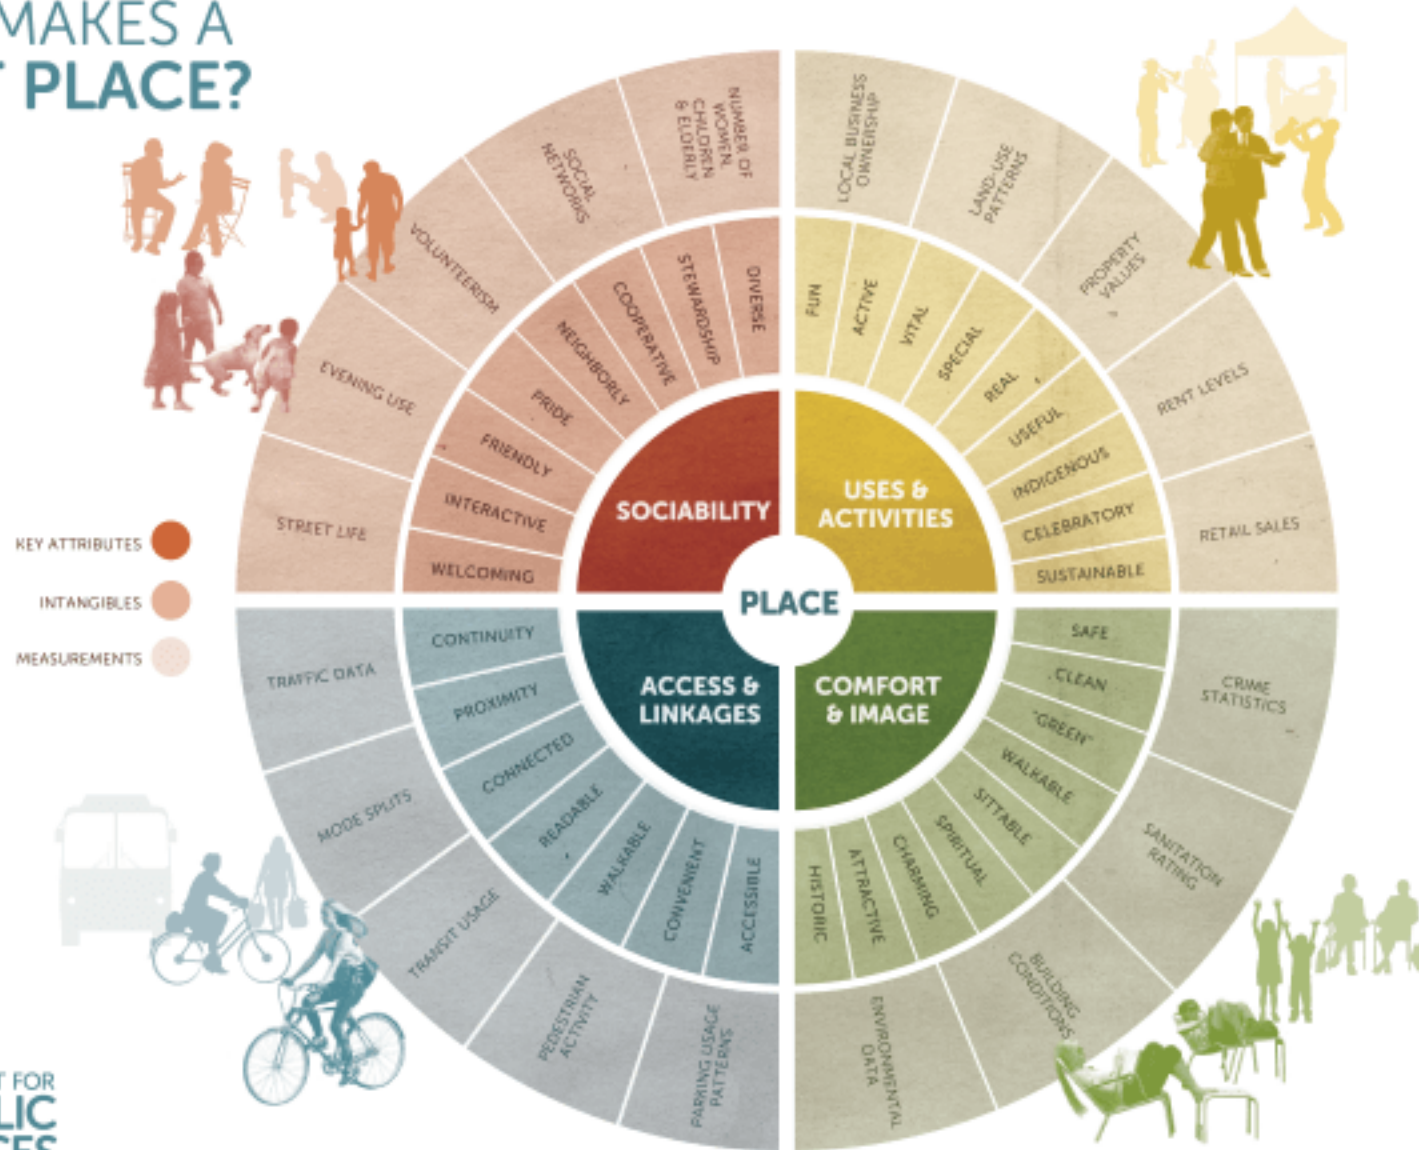 MAKES A
T PLACE?
NUMBER OF
WOMEN,
CHILDREN
& ELDERLY
SOCIAL
NETWORKS
VOLUNTEERISM
EVENING USE
STREET LIFE
DIVERSE
STEWARDSHIP
COOPERATIVE
NEIGHBORLY
PRIDE
FRIENDLY
INTERACTIVE
WELCOMING
SOCIABILITY
LOCAL BUSINESS
OWNERSHIP
LAND-USE
PATTERNS
PROPERTY
VALUES
RENT LEVELS
RETAIL SALES
FUN
ACTIVE
VITAL
SPECIAL
REAL
USEFUL
INDIGENOUS
CELEBRATORY
SUSTAINABLE
USES &
ACTIVITIES
PLACE
KEY ATTRIBUTES
INTANGIBLES
MEASUREMENTS
ACCESS &
LINKAGES
CONTINUITY
PROXIMITY
CONNECTED
READABLE
WALKABLE
CONVENIENT
ACCESSIBLE
TRAFFIC DATA
MODE SPLITS
TRANSIT USAGE
PEDESTRIAN
ACTIVITY
PARKING USAGE
PATTERNS
COMFORT
& IMAGE
SAFE
CLEAN
"GREEN"
WALKABLE
SITTABLE
SPIRITUAL
CHARMING
ATTRACTIVE
HISTORIC
CRIME
STATISTICS
SANITATION
RATING
BUILDING
CONDITIONS
ENVIRONMENTAL
DATA
T FOR
LIC
CES